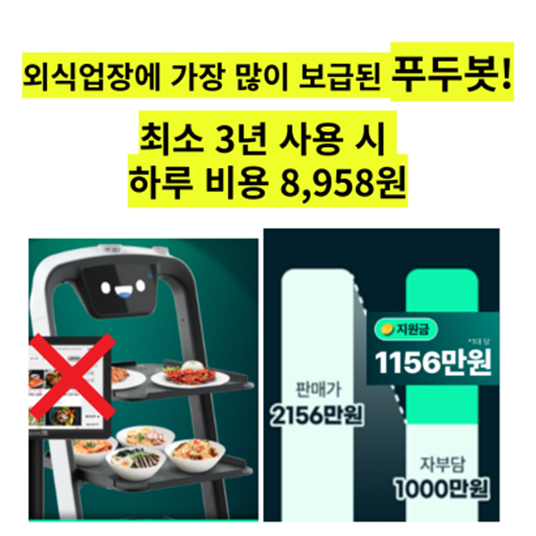 외식업장에 가장 많이 보급된 푸두봇!
최소 3년 사용 시
하루 비용 8,958원
지원금
*1대 당
1156만원
판매가
2156만원
자부담
1000만원